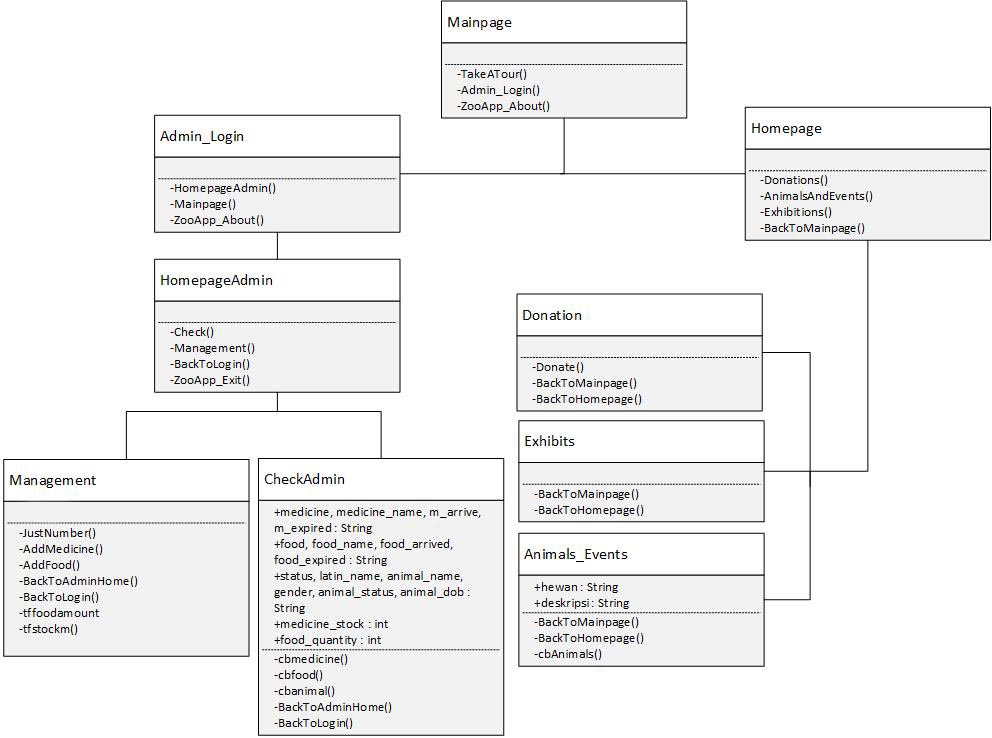 Mainpage
-TakeATour()
-Admin_Login()
-ZooApp_About()
Admin_Login
-HomepageAdmin()
-Mainpage()
-ZooApp_About()
Homepage
-Donations()
-AnimalsAndEvents()
-Exhibitions()
-BackToMainpage()
HomepageAdmin
-Check()
-Management()
-BackToLogin()
-ZooApp_Exit()
Donation
-Donate()
-BackToMainpage()
-BackToHomepage()
Exhibits
-BackToMainpage()
-BackToHomepage()
Management
-JustNumber()
-AddMedicine()
-AddFood()
-BackToAdminHome()
-BackToLogin()
-tffoodamount
-tfstockm()
CheckAdmin
+medicine, medicine_name, m_arrive,
m_expired : String
+food, food_name, food_arrived,
food_expired : String
+status, latin_name, animal_name,
gender, animal_status, animal_dob :
String
+medicine_stock : int
+food_quantity : int
-cbmedicine()
-cbfood()
-cbanimal()
-BackToAdminHome()
-BackToLogin()
Animals_Events
+hewan : String
+deskripsi : String
-BackToMainpage()
-BackToHomepage()
-cbAnimals()